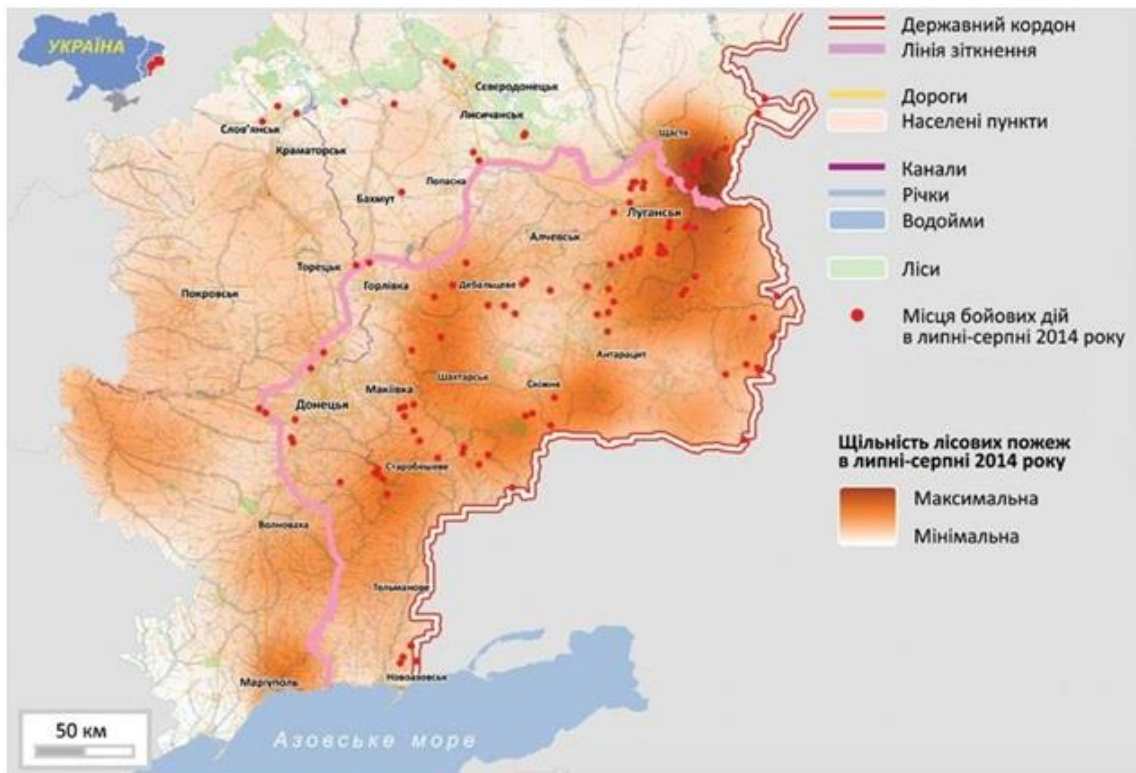 УКРАЇНА
Сєвєродонецьк
Лисичанськ
Слов'янськ
Краматорськ
Щастя
Попасна
Бахмут
Луганськ
Алчевськ
Торецьк
Горлівка
Дебальцеве
Покровськ
Антрацит
Шахтарськ
Сніжне
Макіївка
Донецьк
Старобешеве
Волноваха
Тельманове
Маріуполь
Новоазовськ
50 км
Азовське море
Державний кордон
Лінія зіткнення
Дороги
Населені пункти
Канали
Річки
Водойми
Ліси
Місця бойових дій
в липні-серпні 2014 року
Щільність лісових пожеж
в липні-серпні 2014 року
Максимальна
Мінімальна